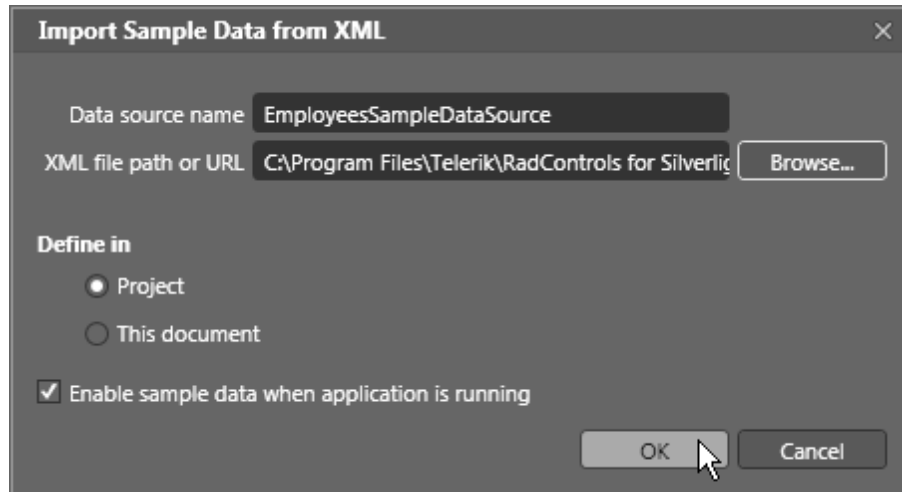 Import Sample Data from XML
Data source name EmployeesSampleDataSource
XML file path or URL C:\Program Files\Telerik\RadControls for Silverlig Browse...
Define in
Project
This document
Enable sample data when application is running
OK Cancel